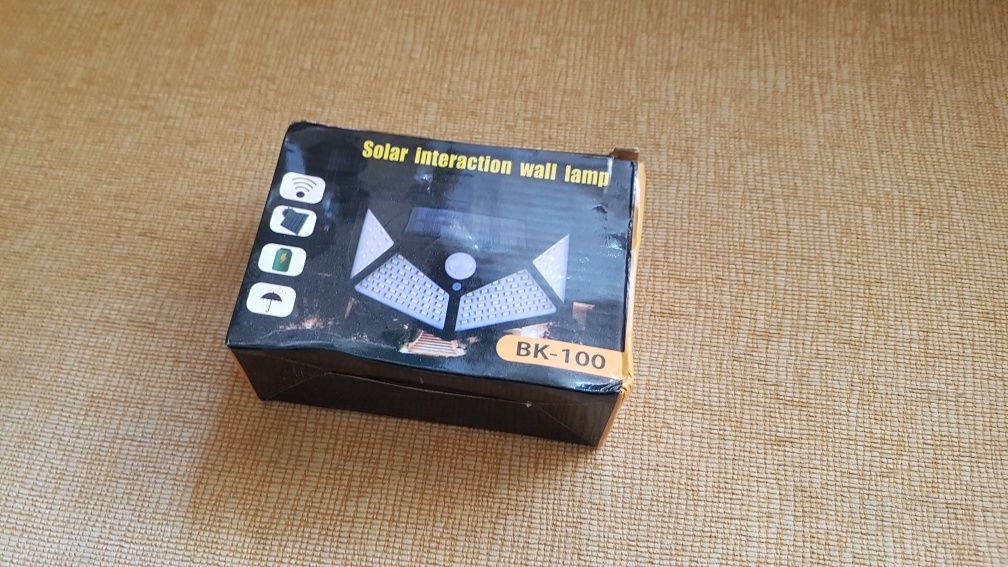 Solar interaction wall lamp
BK-100